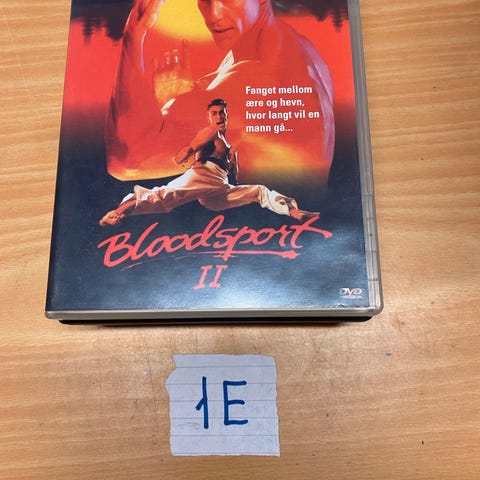 Fanget mellom
ære og hevn,
hvor langt vil en
mann gå...
Bloodsport
II
DVD
1E